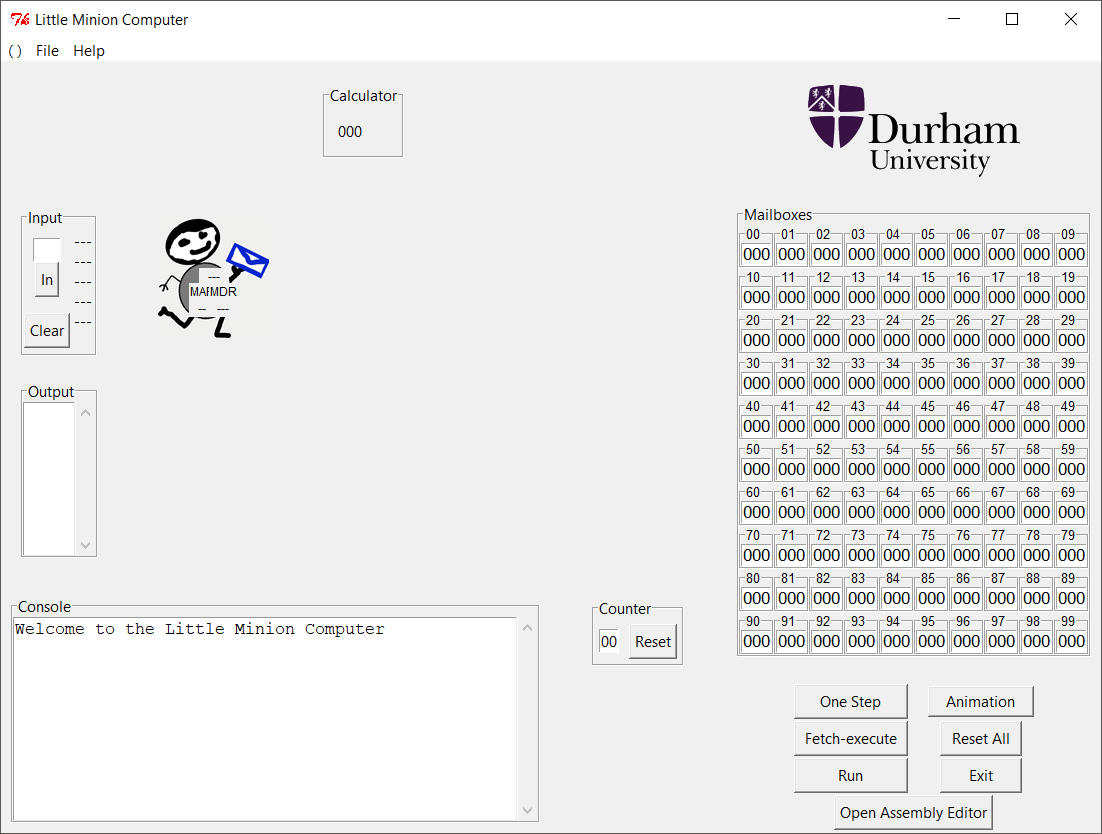 Little Minion Computer
() File Help
Calculator
000
Durham
University
Input
---
---
In
---
---
Clear
---
---
MAR
MDR
--
---
Output
Mailboxes
00 01 02 03 04 05 06 07 08 09
000 000 000 000 000 000 000 000 000 000
10 11 12 13 14 15 16 17 18 19
000 000 000 000 000 000 000 000 000 000
20 21 22 23 24 25 26 27 28 29
000 000 000 000 000 000 000 000 000 000
30 31 32 33 34 35 36 37 38 39
000 000 000 000 000 000 000 000 000 000
40 41 42 43 44 45 46 47 48 49
000 000 000 000 000 000 000 000 000 000
50 51 52 53 54 55 56 57 58 59
000 000 000 000 000 000 000 000 000 000
60 61 62 63 64 65 66 67 68 69
000 000 000 000 000 000 000 000 000 000
70 71 72 73 74 75 76 77 78 79
000 000 000 000 000 000 000 000 000 000
80 81 82 83 84 85 86 87 88 89
000 000 000 000 000 000 000 000 000 000
90 91 92 93 94 95 96 97 98 99
000 000 000 000 000 000 000 000 000 000
Console
Welcome to the Little Minion Computer
Counter
00 Reset
One Step Animation
Fetch-execute Reset All
Run Exit
Open Assembly Editor